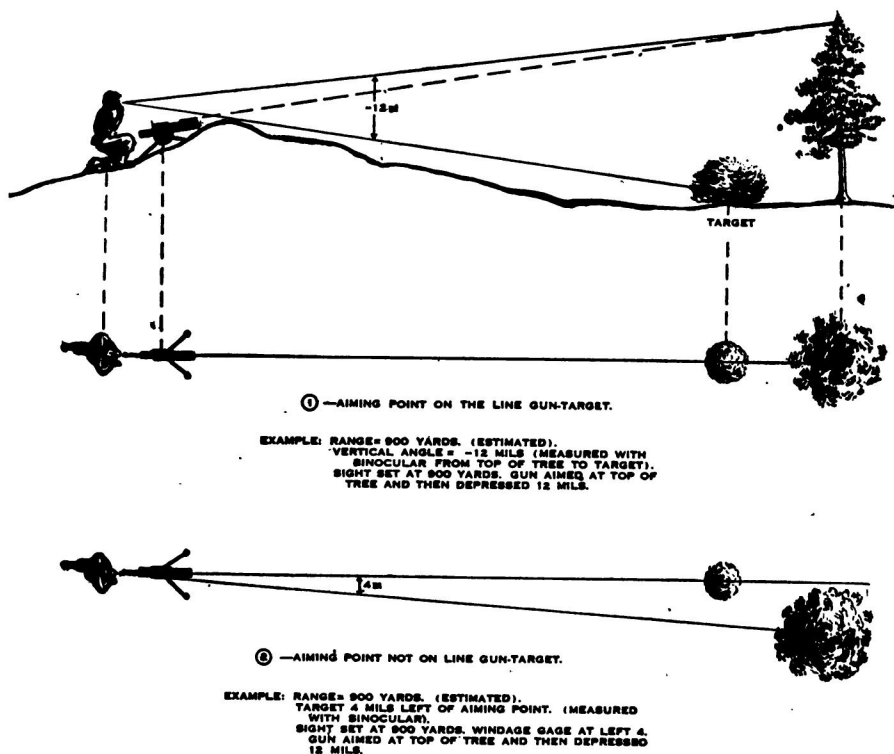 -12 m
TARGET
① —AIMING POINT ON THE LINE GUN-TARGET.
EXAMPLE: RANGE= 900 YARDS. (ESTIMATED).
VERTICAL ANGLE = -12 MILS (MEASURED WITH
BINOCULAR FROM TOP OF TREE TO TARGET).
SIGHT SET AT 900 YARDS. GUN AIMED AT TOP OF
TREE AND THEN DEPRESSED 12 MILS.
4m
② —AIMING POINT NOT ON LINE GUN-TARGET.
EXAMPLE: RANGE= 900 YARDS. (ESTIMATED).
TARGET 4 MILS LEFT OF AIMING POINT. (MEASURED
WITH BINOCULAR).
SIGHT SET AT 900 YARDS. WINDAGE GAGE AT LEFT 4.
GUN AIMED AT TOP OF TREE AND THEN DEPRESSED
12 MILS.